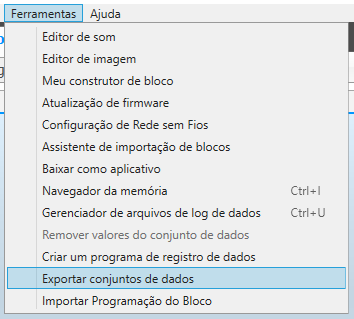 Ferramentas Ajuda
Editor de som
Editor de imagem
Meu construtor de bloco
Atualização de firmware
Configuração de Rede sem Fios
Assistente de importação de blocos
Baixar como aplicativo
Navegador da memória Ctrl+I
Gerenciador de arquivos de log de dados Ctrl+U
Remover valores do conjunto de dados
Criar um programa de registro de dados
Exportar conjuntos de dados
Importar Programação do Bloco